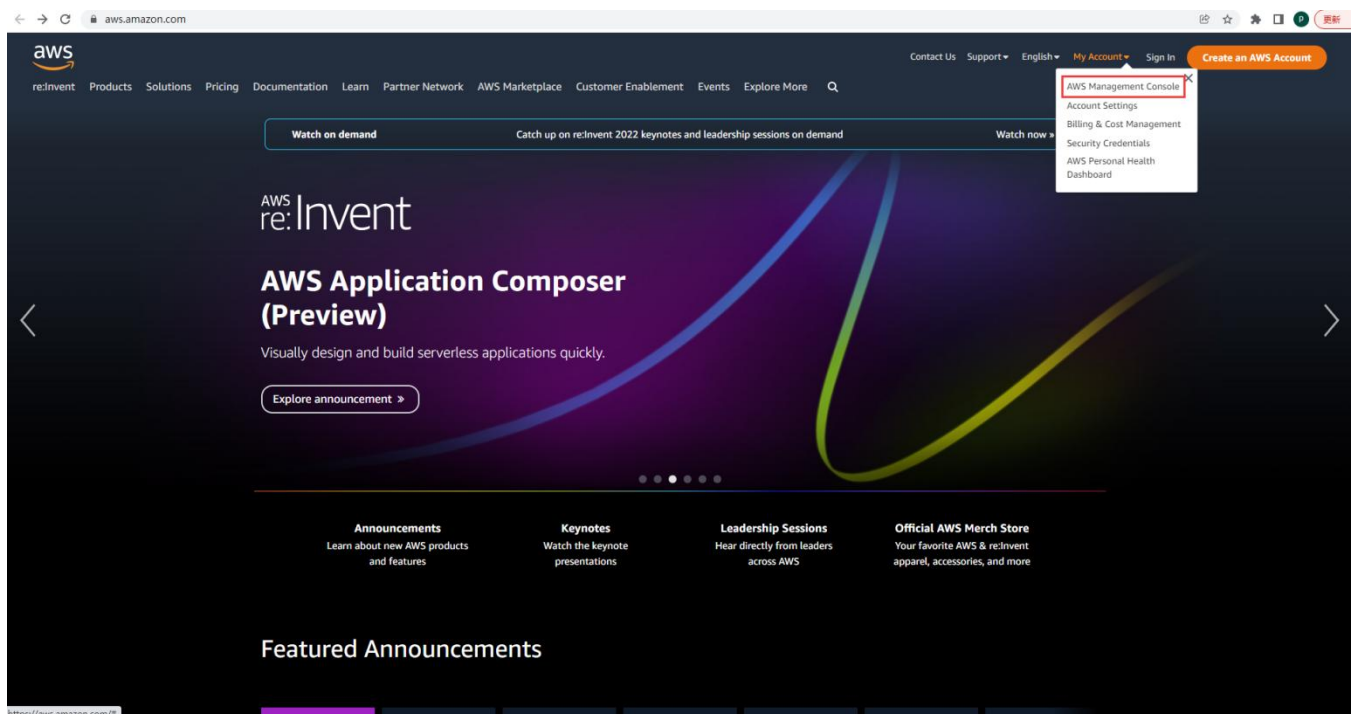 aws.amazon.com
P
更新
aws
Contact Us Support English My Account Sign In Create an AWS Account
re:Invent Products Solutions Pricing Documentation Learn Partner Network AWS Marketplace Customer Enablement Events Explore More
AWS Management Console
Account Settings
Billing & Cost Management
Security Credentials
AWS Personal Health
Dashboard
Watch on demand Catch up on re:Invent 2022 keynotes and leadership sessions on demand Watch now »
AWS
re:Invent
AWS Application Composer
(Preview)
Visually design and build serverless applications quickly.
Explore announcement »
Announcements
Learn about new AWS products
and features
Keynotes
Watch the keynote
presentations
Leadership Sessions
Hear directly from leaders
across AWS
Official AWS Merch Store
Your favorite AWS & re:Invent
apparel, accessories, and more
Featured Announcements